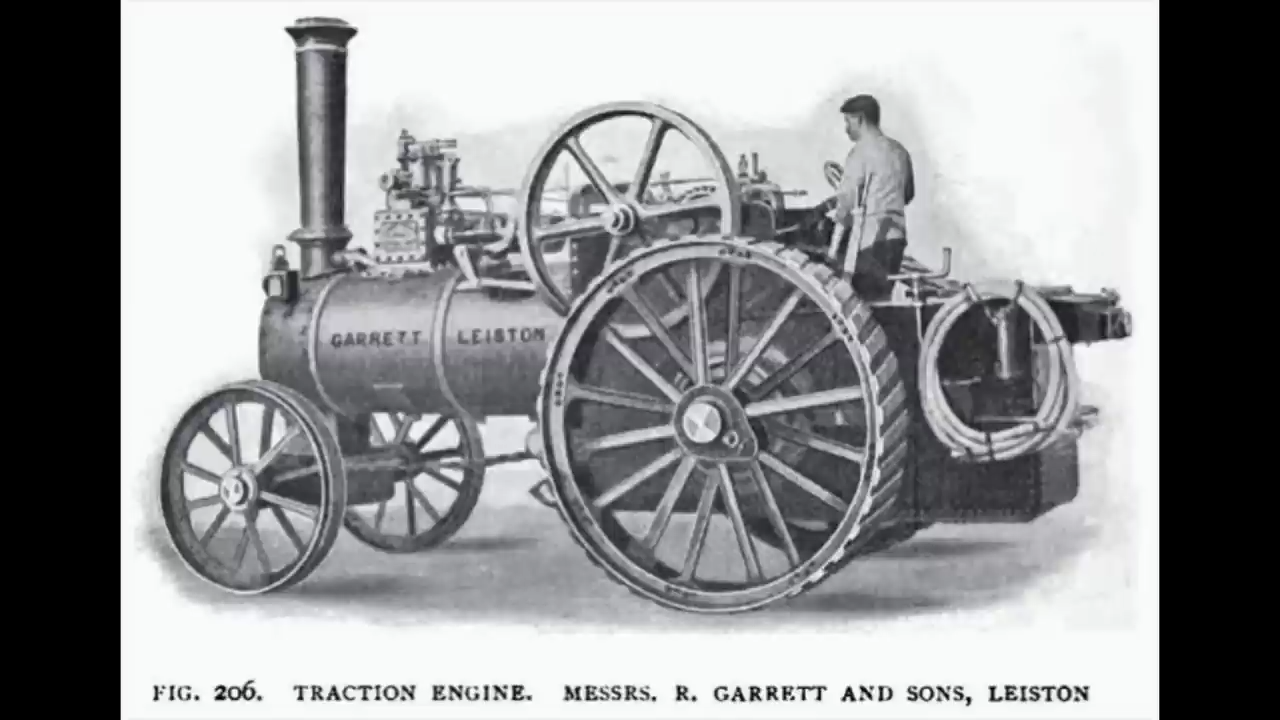 GARRETT LEISTON
FIG. 206. TRACTION ENGINE. MESSRS. R. GARRETT AND SONS, LEISTON